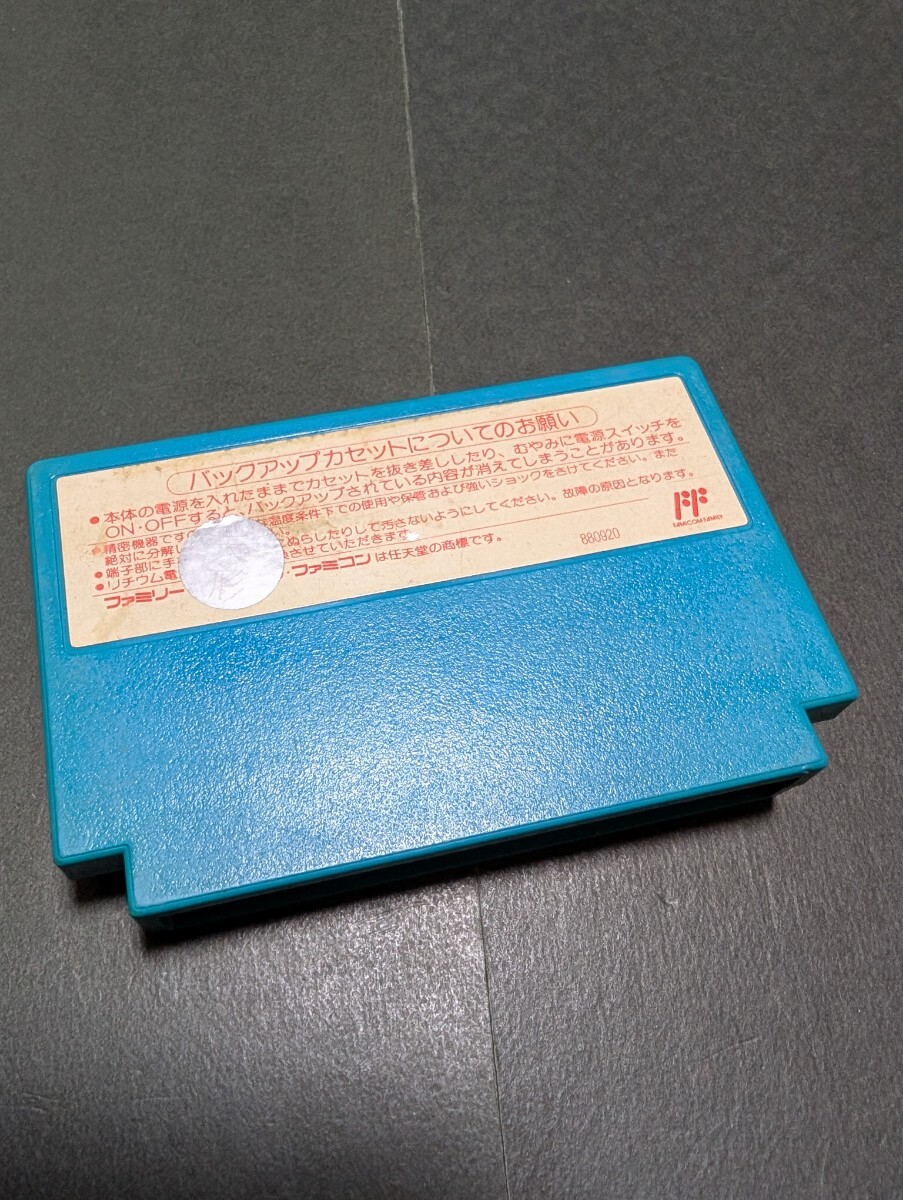 バックアップカセットについてのお願い
●本体の電源を入れたままでカセットを抜き差ししたり、むやみに電源スイッチを
ON・OFFすると、バックアップされている内容が消えてしまうことがあります。
●精密機器ですの 温度条件下での使用や保管および強いショックをさけてください。また
絶対に分解し
●端子部に手 ぬらしたりして汚さないようにしてください。故障の原因となります。
●リチウム電 させていただきます。
ファミリー ・ファミコンは任天堂の商標です。
880920
FF
FAMICOM FAMILY